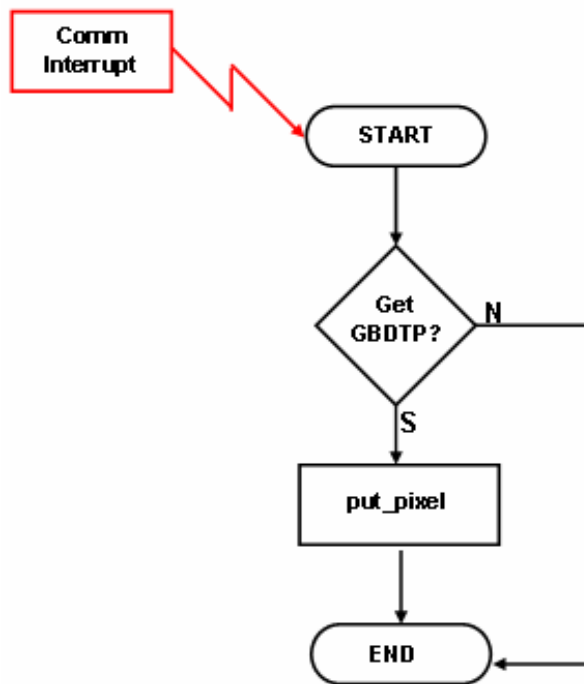 Comm
Interrupt
START
Get
GBDTP?
N
S
put_pixel
END